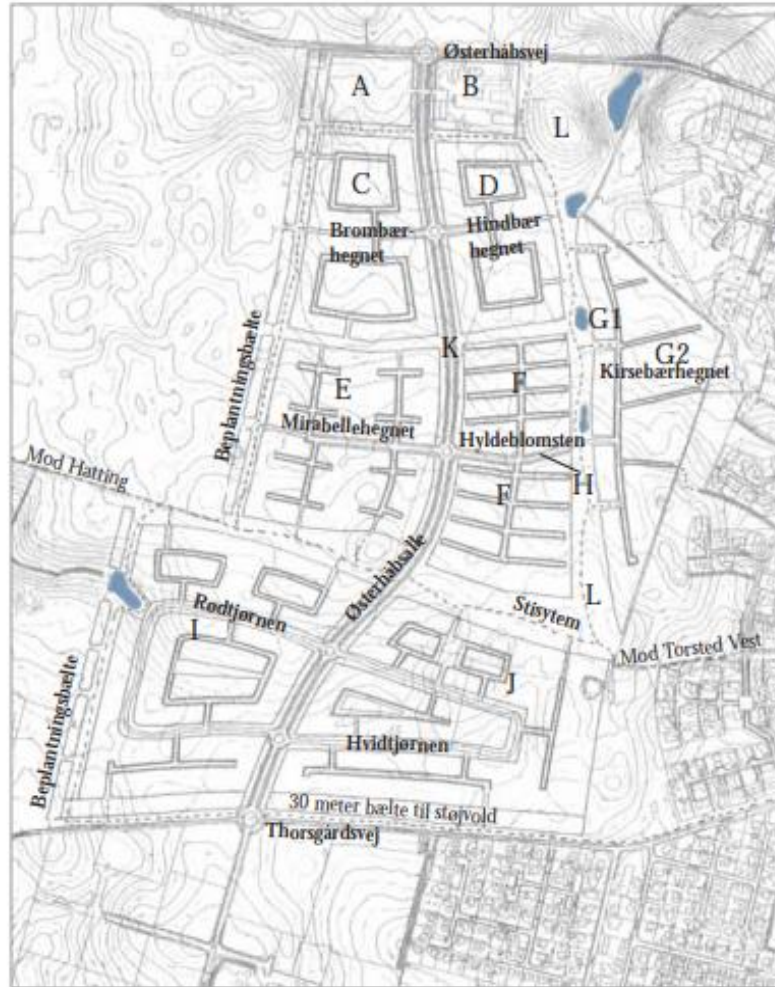 Østerhåbsvej
A
B
L
C
D
Brombær-
hegnet
Hindbær
hegnet
Beplantningsbælte
G1
K
G2
Kirsebærhegnet
E
F
Mirabellehegnet
Hyldeblomsten
Mod Hatting
H
F
Østerhåbsalle
L
Stisytem
Rødtjørnen
I
Mod Torsted Vest
J
Hvidtjørnen
Beplantningsbælte
30 meter bælte til støjvold
Thorsgårdsvej